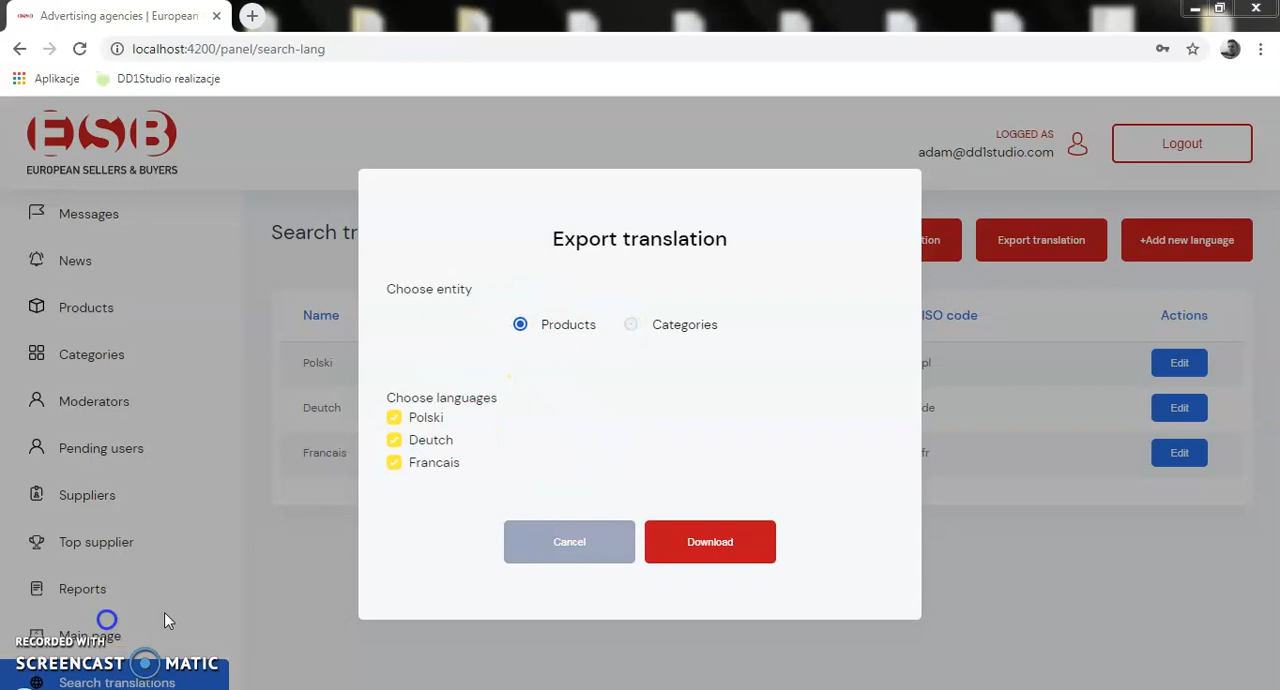 Advertising agencies | European
localhost:4200/panel/search-lang
Aplikacje
DD1Studio realizacje
ESB
EUROPEAN SELLERS & BUYERS
LOGGED AS
adam@dd1studio.com
Logout
Messages
News
Products
Categories
Moderators
Pending users
Suppliers
Top supplier
Reports
Main page
Search translations
RECORDED WITH
SCREENCAST MATIC
Search tr
tion
Export translation
+Add new language
Name
ISO code
Actions
Polski
pl
Edit
Deutch
de
Edit
Francais
fr
Edit
Export translation
Choose entity
Products
Categories
Choose languages
Polski
Deutch
Francais
Cancel
Download